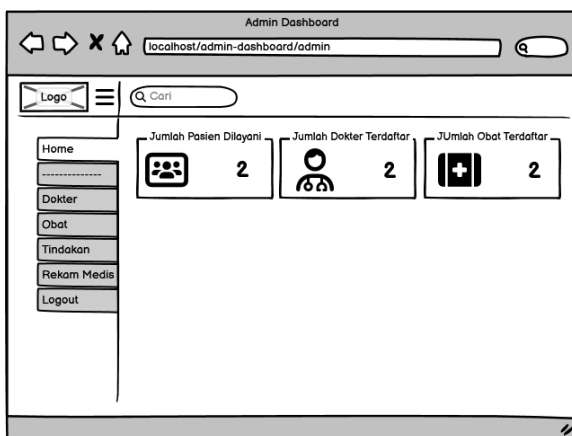 Admin Dashboard
localhost/admin-dashboard/admin
Logo
Cari
Home
--------------
Dokter
Obat
Tindakan
Rekam Medis
Logout
Jumlah Pasien Dilayani
2
Jumlah Dokter Terdaftar
2
JUmlah Obat Terdaftar
2